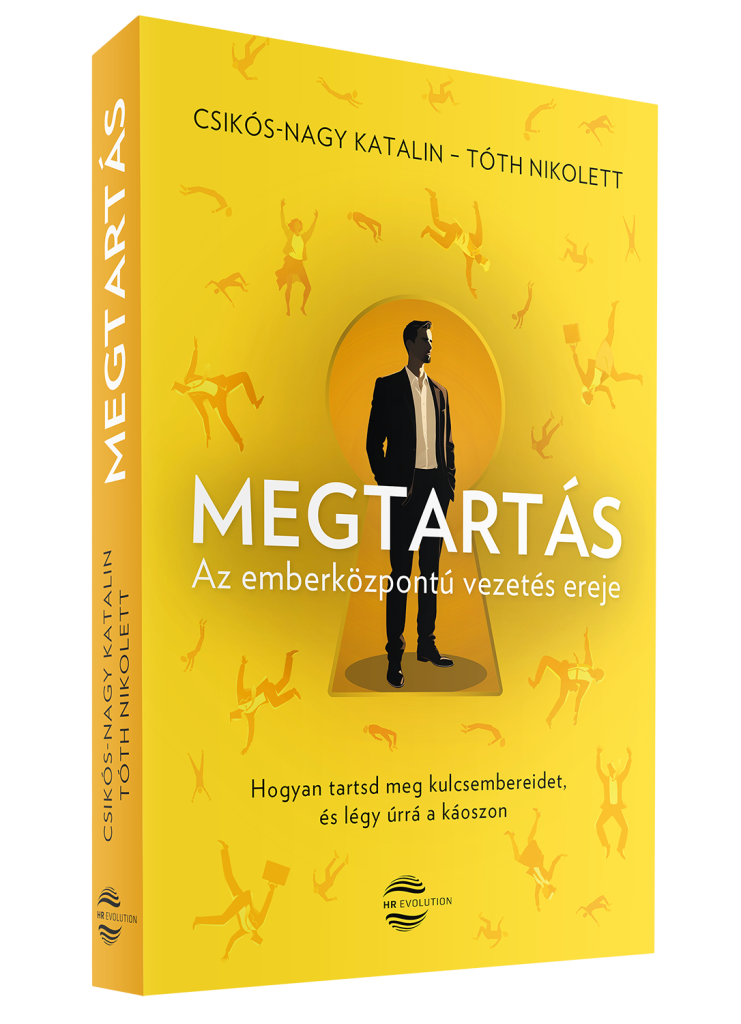 CSIKÓS-NAGY KATALIN – TÓTH NIKOLETT
MEGTARTÁS
Az emberközpontú vezetés ereje
Hogyan tartsd meg kulcsembereidet,
és légy úrrá a káoszon
HR EVOLUTION
MEGTARTÁS
CSIKÓS-NAGY KATALIN
TÓTH NIKOLETT
HR EVOLUTION